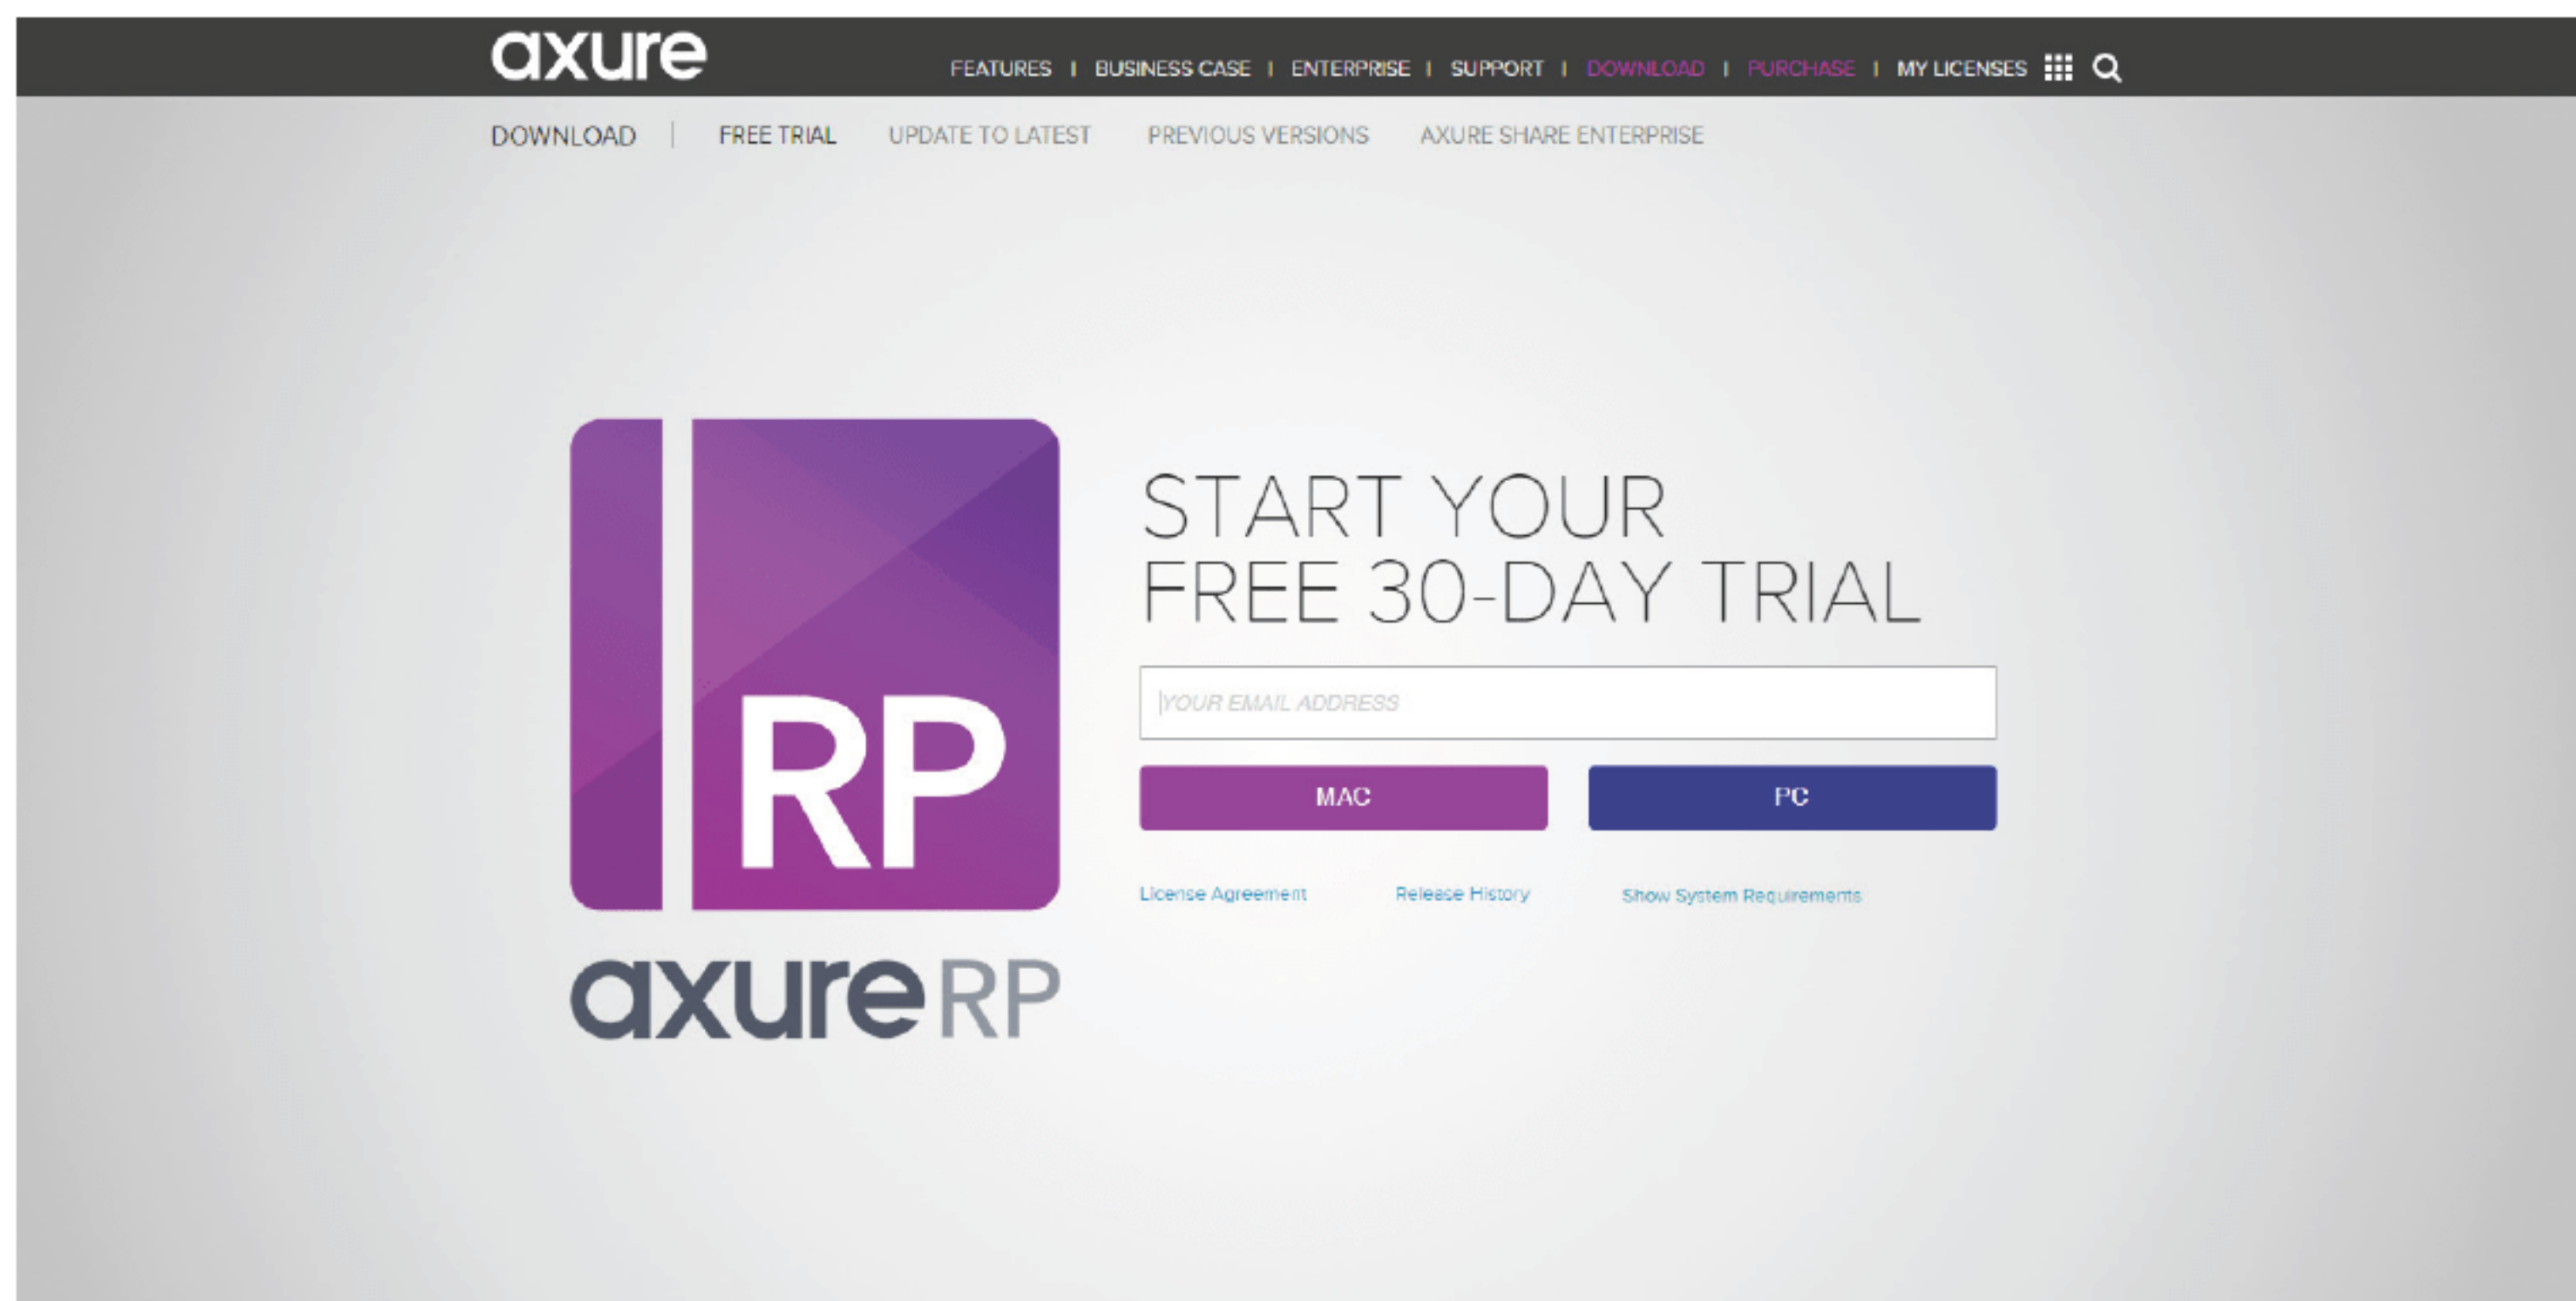 axure
FEATURES | BUSINESS CASE | ENTERPRISE | SUPPORT | DOWNLOAD | PURCHASE | MY LICENSES
DOWNLOAD | FREE TRIAL UPDATE TO LATEST PREVIOUS VERSIONS AXURE SHARE ENTERPRISE
START YOUR
FREE 30-DAY TRIAL
YOUR EMAIL ADDRESS
RP
MAC PC
License Agreement Release History Show System Requirements
axure RP